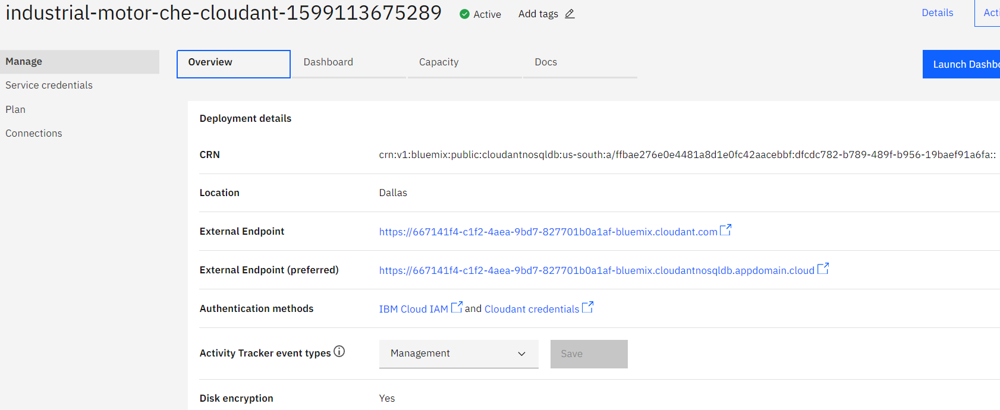 industrial-motor-che-cloudant-1599113675289 Active Add tags Details
Manage
Service credentials
Plan
Connections
Overview Dashboard Capacity Docs
Deployment details
CRN crn:v1:bluemix:public:cloudantnosqldb:us-south:a/ffbae276e0e4481a8d1e0fc42aacebbf:dfcdc782-b789-489f-b956-19baef91a6fa::
Location Dallas
External Endpoint https://667141f4-c1f2-4aea-9bd7-827701b0a1af-bluemix.cloudant.com
External Endpoint (preferred) https://667141f4-c1f2-4aea-9bd7-827701b0a1af-bluemix.cloudantnosqldb.appdomain.cloud
Authentication methods IBM Cloud IAM and Cloudant credentials
Activity Tracker event types Management Save
Disk encryption Yes
Launch